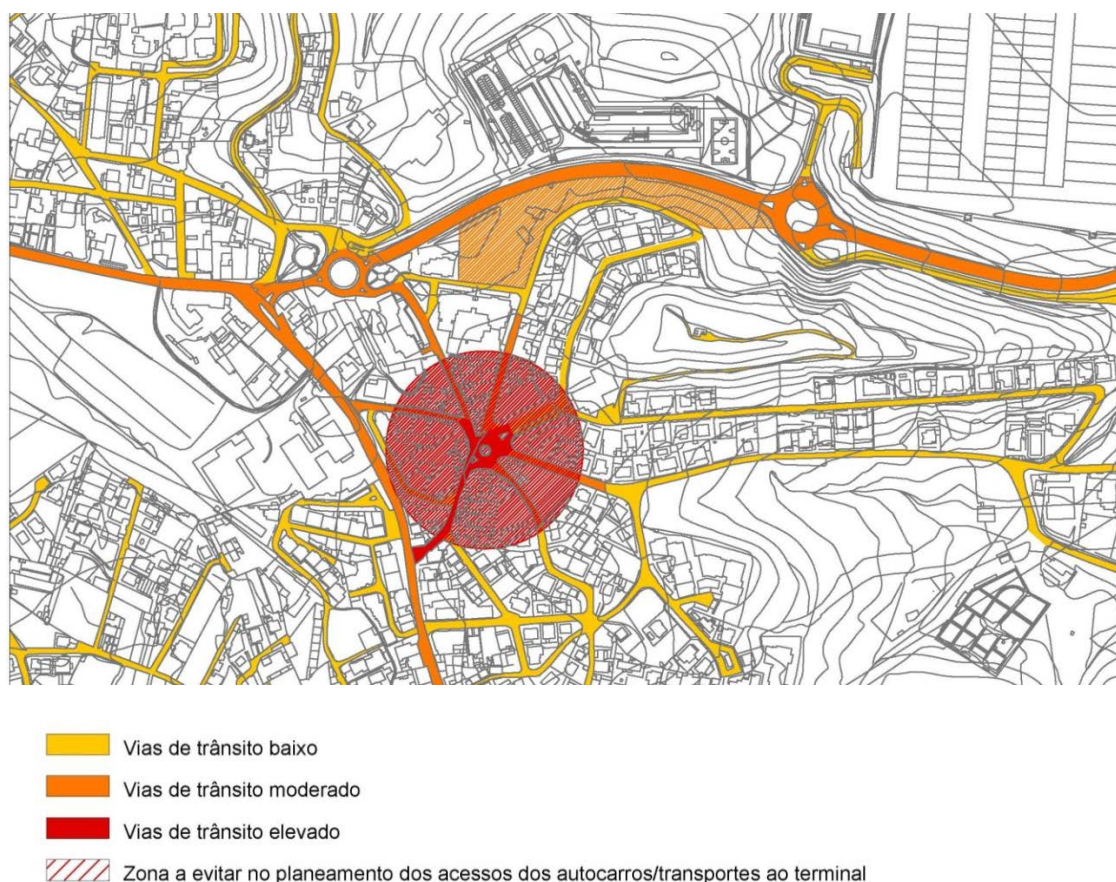 Vias de trânsito baixo
Vias de trânsito moderado
Vias de trânsito elevado
Zona a evitar no planeamento dos acessos dos autocarros/transportes ao terminal